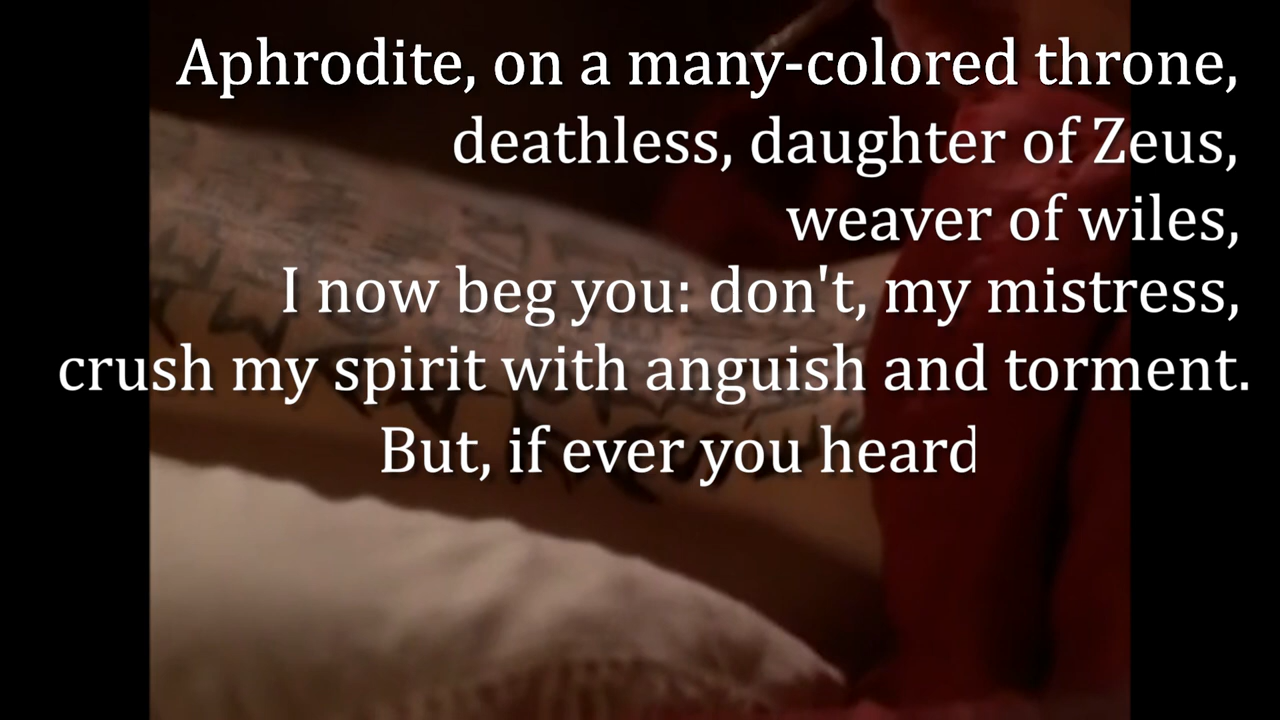 Aphrodite, on a many-colored throne,
deathless, daughter of Zeus,
weaver of wiles,
I now beg you: don't, my mistress,
crush my spirit with anguish and torment.
But, if ever you heard